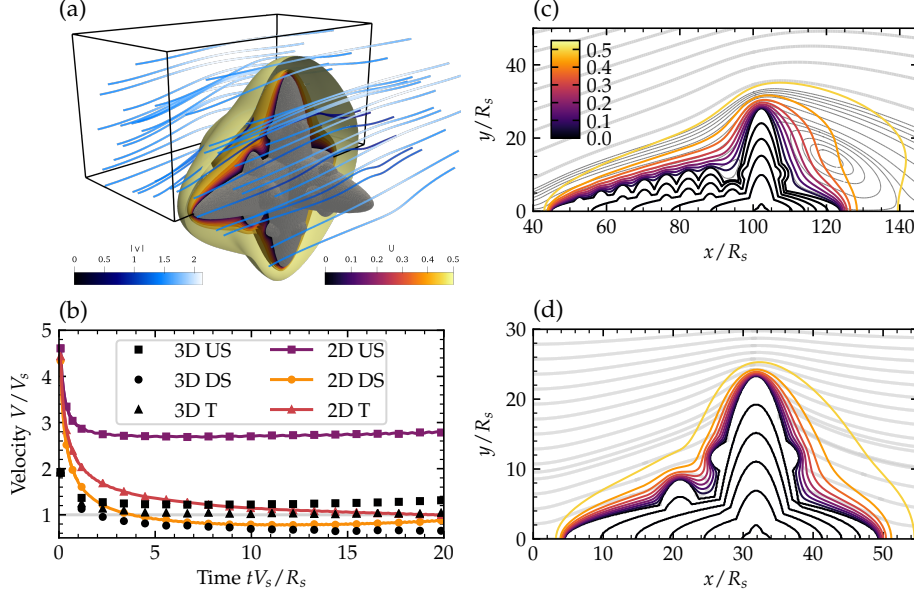 (a)
|v|
0 1 2
U
0 0.1 0.2 0.3 0.4 0.5
(b)
Velocity V/V_s
5
4
3
2
1
0
3D US
3D DS
3D T
2D US
2D DS
2D T
0 5 10 15 20
Time tV_s/R_s
(c)
y/R_s
40
20
0
0.5
0.4
0.3
0.2
0.1
0.0
40 60 80 100 120 140
x/R_s
(d)
y/R_s
30
20
10
0
0 10 20 30 40 50
x/R_s